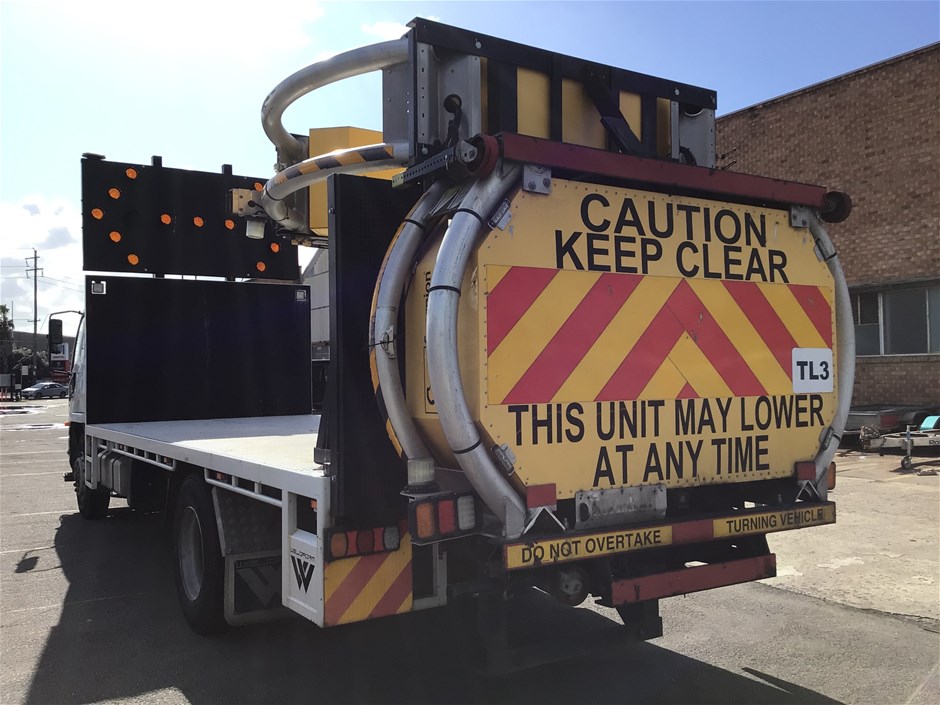 CAUTION
KEEP CLEAR
TL3
THIS UNIT MAY LOWER
AT ANY TIME
DO NOT OVERTAKE
TURNING VEHICLE